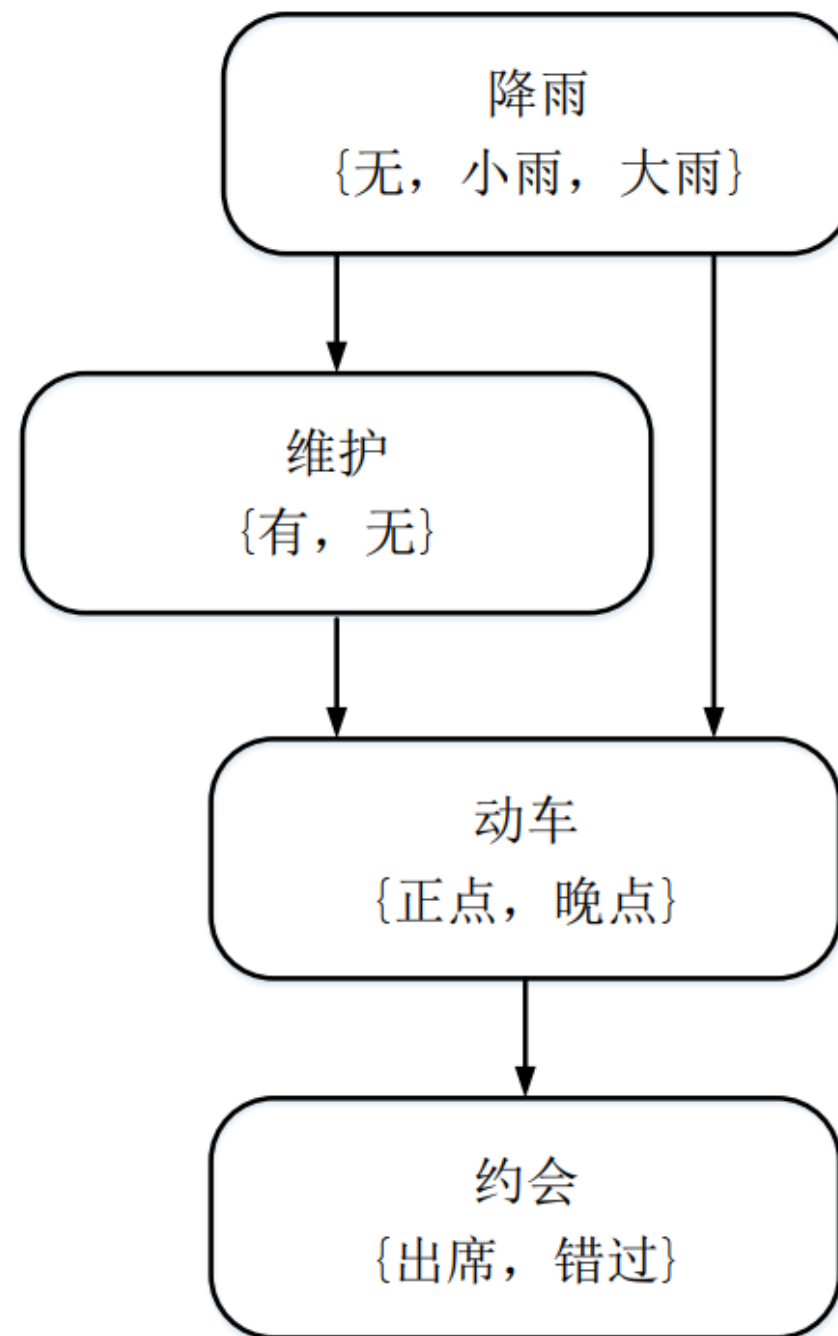 降雨
{无，小雨，大雨}
维护
{有，无}
动车
{正点，晚点}
约会
{出席，错过}